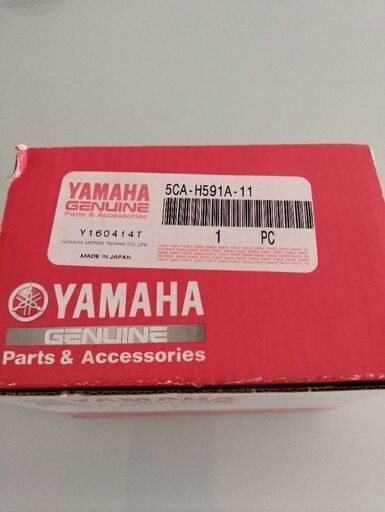 YAMAHA
GENUINE
Parts & Accessories
5CA-H591A-11
Y160414T
1 PC
YAMAHA MOTOR TAIWAN CO. LTD
MADE IN JAPAN
YAMAHA
GENUINE
Parts & Accessories